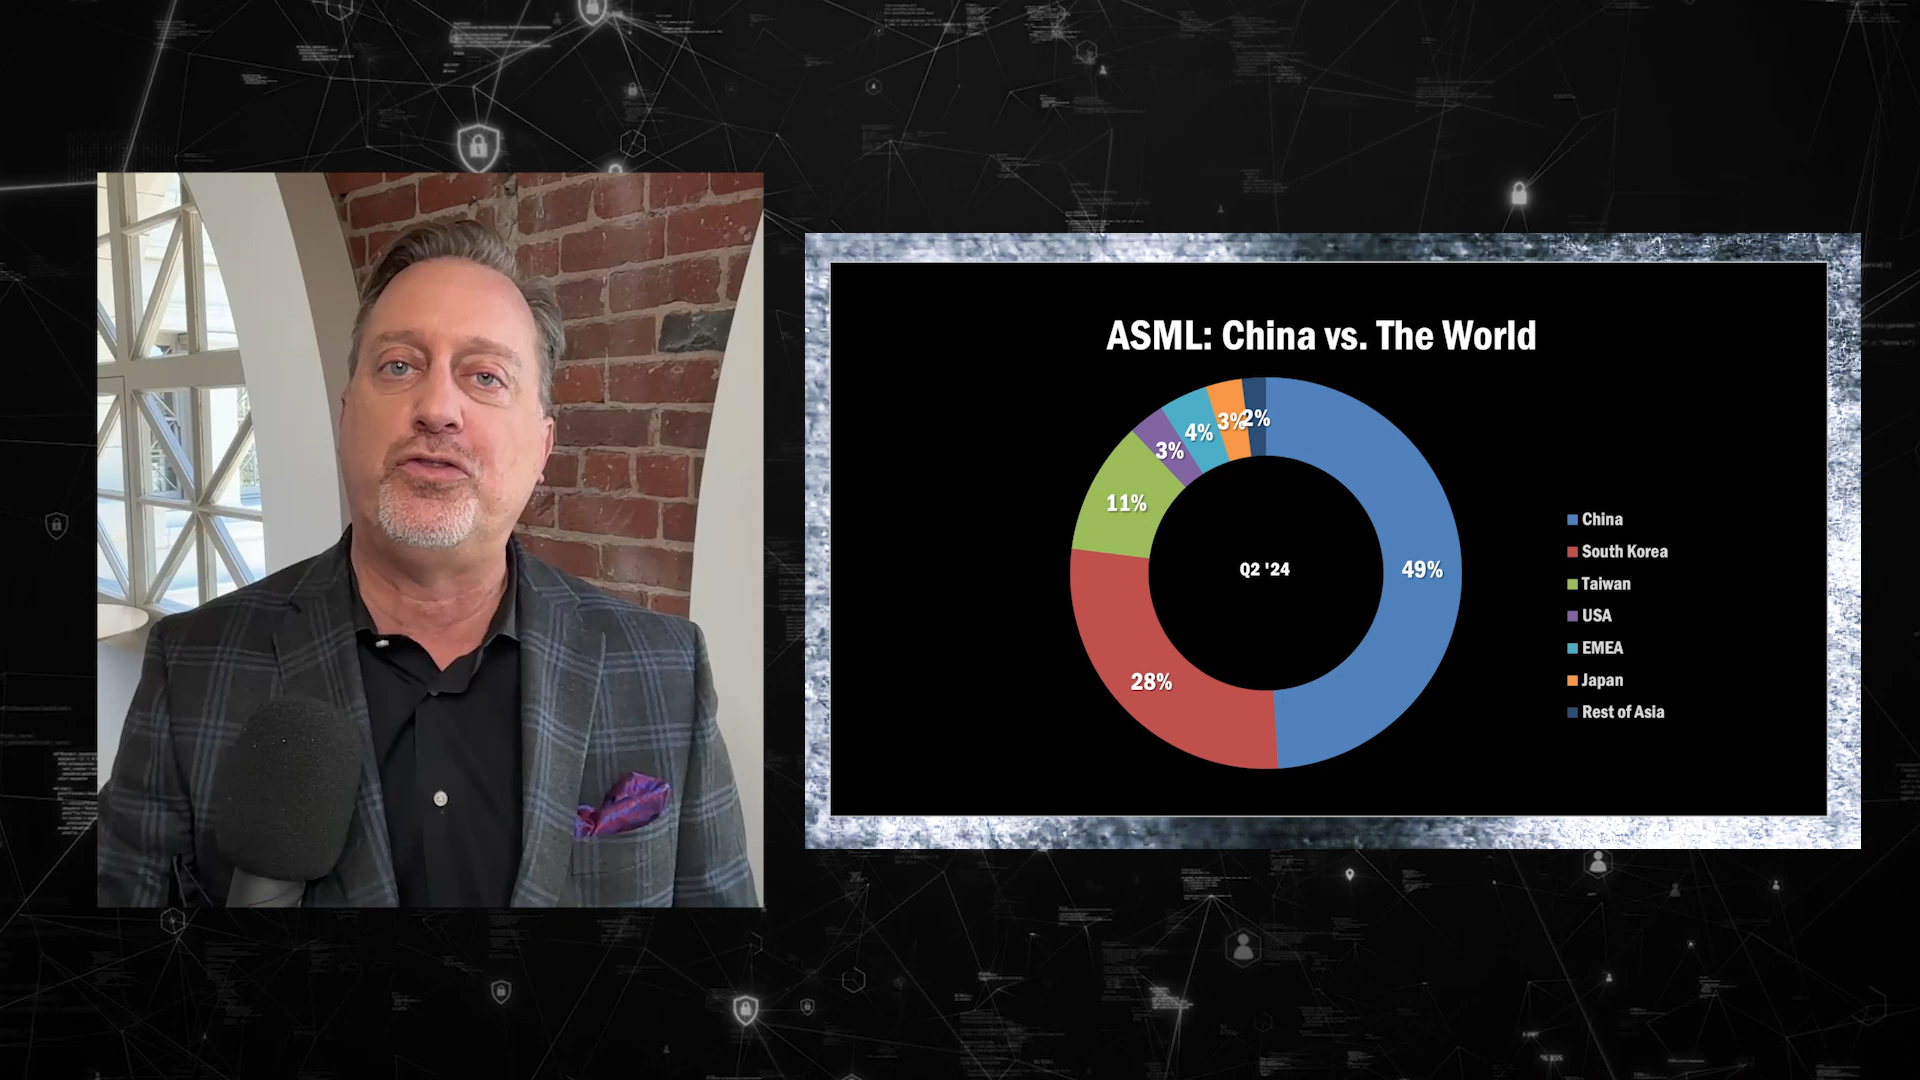 ASML: China vs. The World
3%
2%
4%
3%
11%
49%
28%
Q2 '24
China
South Korea
Taiwan
USA
EMEA
Japan
Rest of Asia